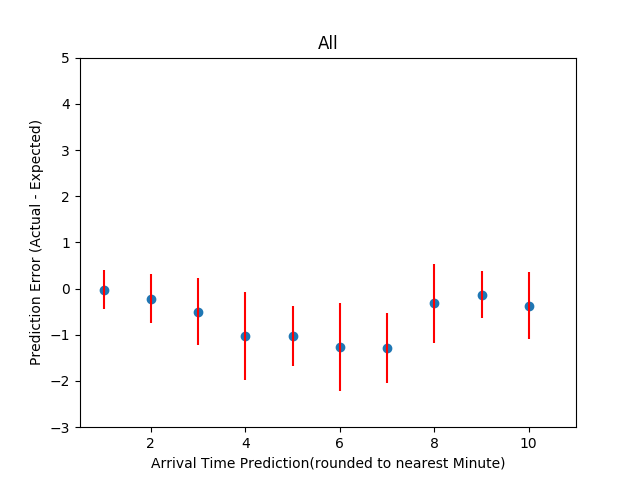 All
5
4
3
2
1
0
−1
−2
−3
Prediction Error (Actual - Expected)
2 4 6 8 10
Arrival Time Prediction(rounded to nearest Minute)